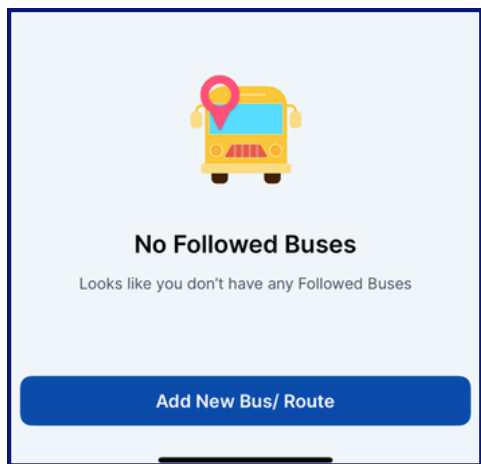 No Followed Buses
Looks like you don't have any Followed Buses
Add New Bus/ Route